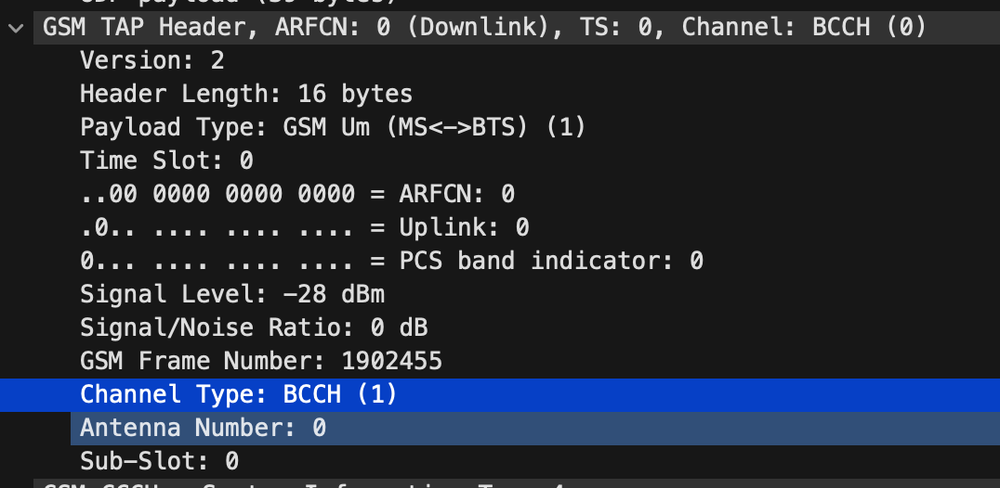 GSM TAP Header, ARFCN: 0 (Downlink), TS: 0, Channel: BCCH (0)
Version: 2
Header Length: 16 bytes
Payload Type: GSM Um (MS<->BTS) (1)
Time Slot: 0
..00 0000 0000 0000 = ARFCN: 0
.0.. .... .... .... = Uplink: 0
0... .... .... .... = PCS band indicator: 0
Signal Level: -28 dBm
Signal/Noise Ratio: 0 dB
GSM Frame Number: 1902455
Channel Type: BCCH (1)
Antenna Number: 0
Sub-Slot: 0